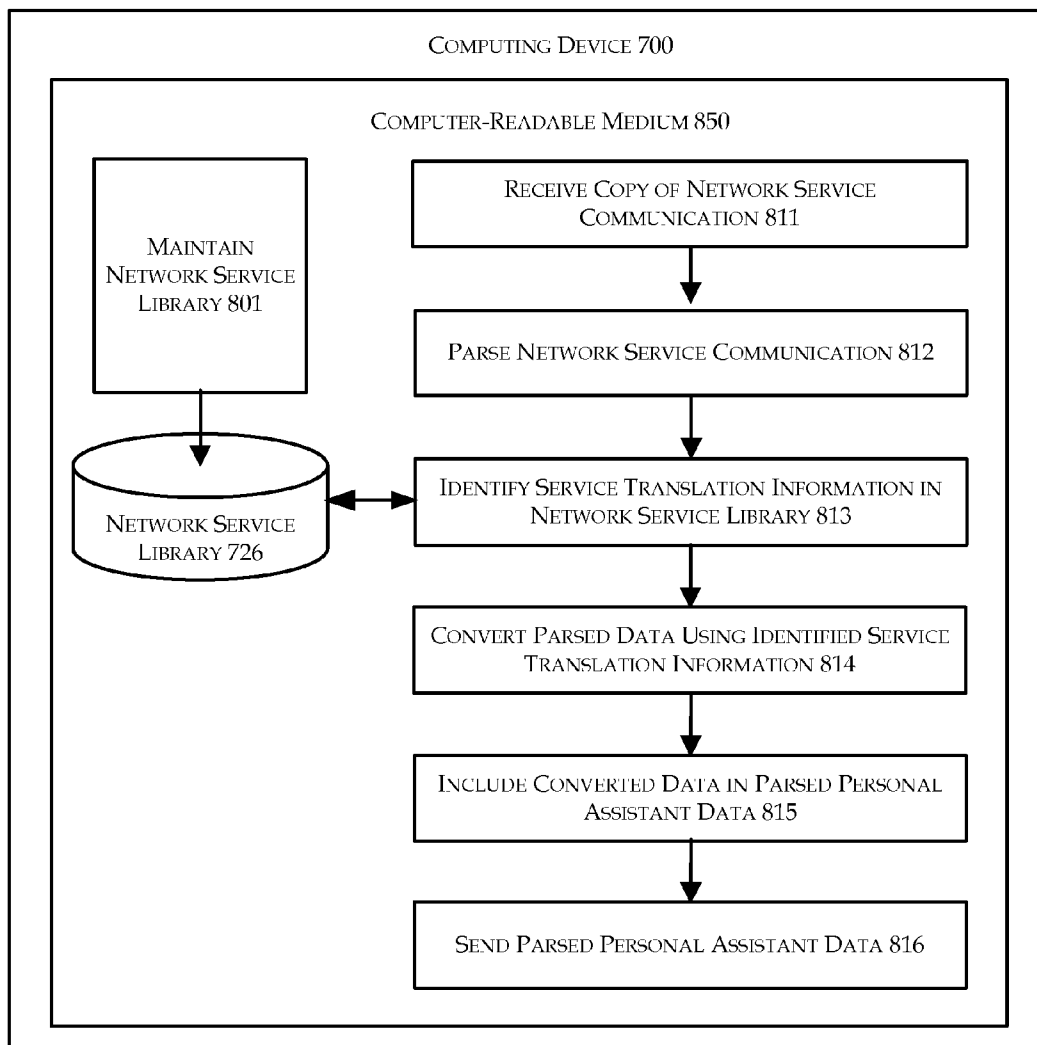 COMPUTING DEVICE 700
COMPUTER-READABLE MEDIUM 850
MAINTAIN
NETWORK SERVICE
LIBRARY 801
NETWORK SERVICE
LIBRARY 726
RECEIVE COPY OF NETWORK SERVICE
COMMUNICATION 811
PARSE NETWORK SERVICE COMMUNICATION 812
IDENTIFY SERVICE TRANSLATION INFORMATION IN
NETWORK SERVICE LIBRARY 813
CONVERT PARSED DATA USING IDENTIFIED SERVICE
TRANSLATION INFORMATION 814
INCLUDE CONVERTED DATA IN PARSED PERSONAL
ASSISTANT DATA 815
SEND PARSED PERSONAL ASSISTANT DATA 816